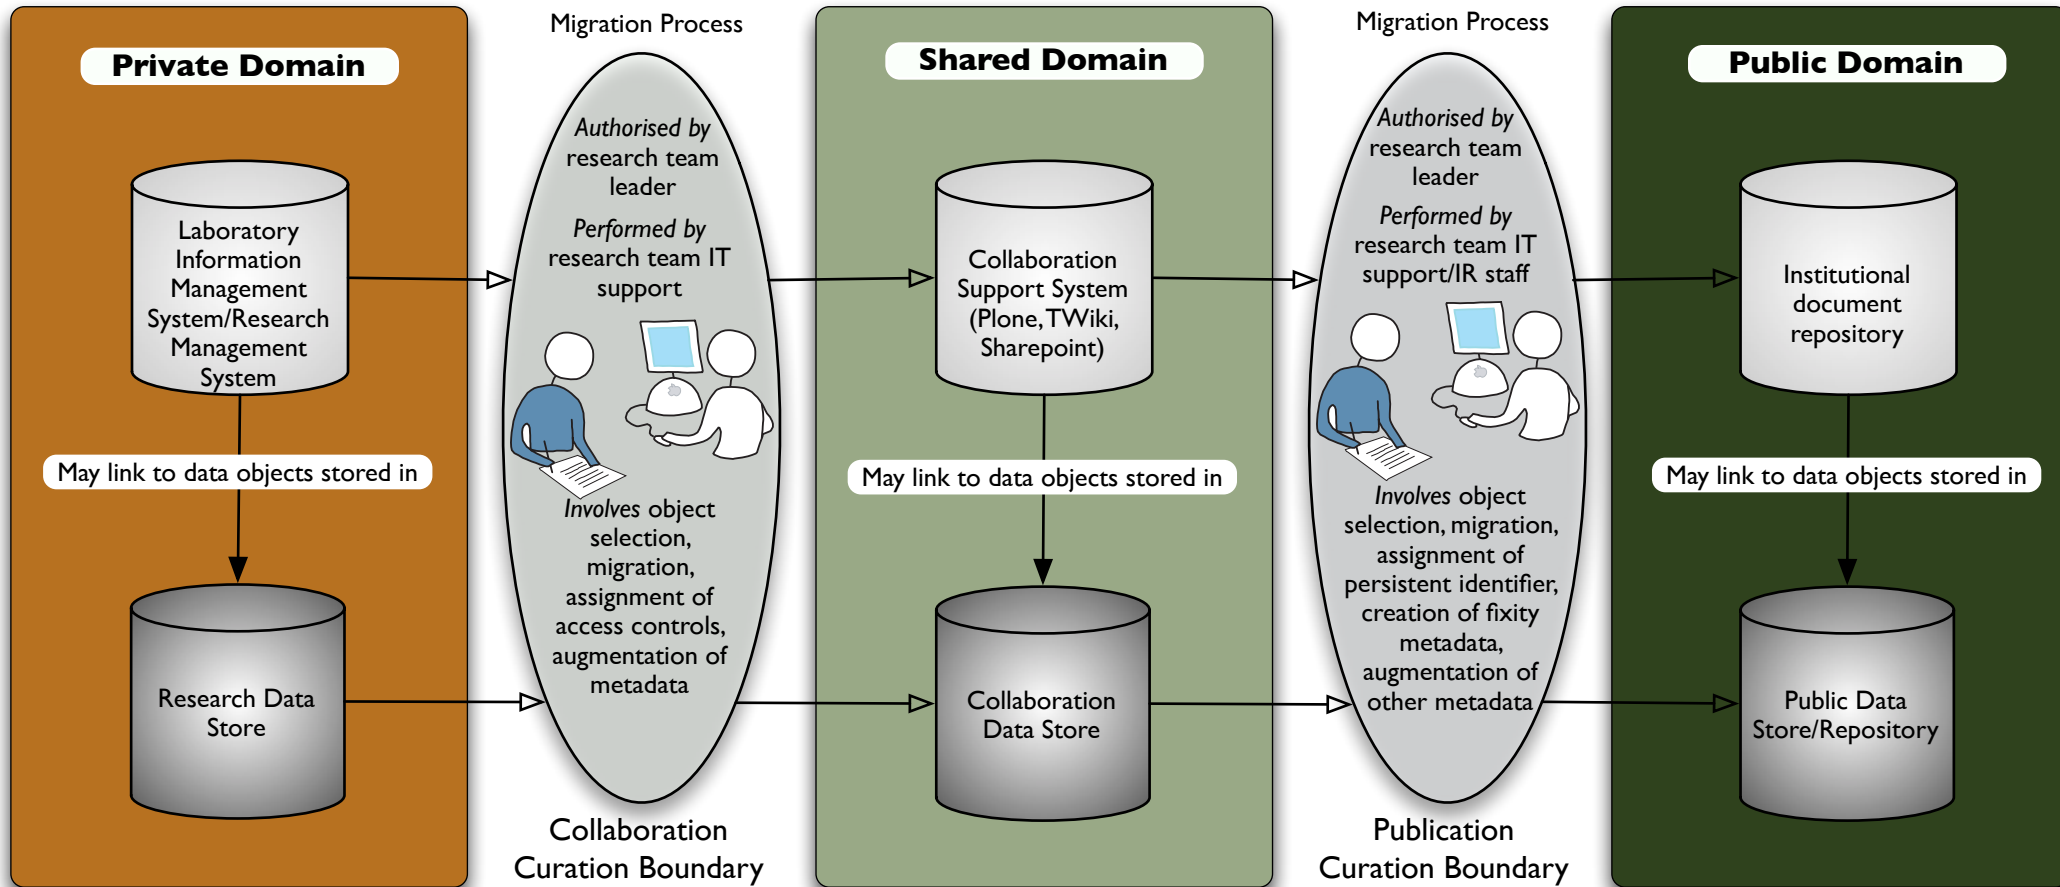 Private Domain
Laboratory
Information
Management
System/Research
Management
System
May link to data objects stored in
Research Data
Store
Migration Process
Authorised by
research team
leader
Performed by
research team IT
support
Involves object
selection,
migration,
assignment of
access controls,
augmentation of
metadata
Collaboration
Curation Boundary
Shared Domain
Collaboration
Support System
(Plone, TWiki,
Sharepoint)
May link to data objects stored in
Collaboration
Data Store
Migration Process
Authorised by
research team
leader
Performed by
research team IT
support/IR staff
Involves object
selection, migration,
assignment of
persistent identifier,
creation of fixity
metadata,
augmentation of
other metadata
Publication
Curation Boundary
Public Domain
Institutional
document
repository
May link to data objects stored in
Public Data
Store/Repository